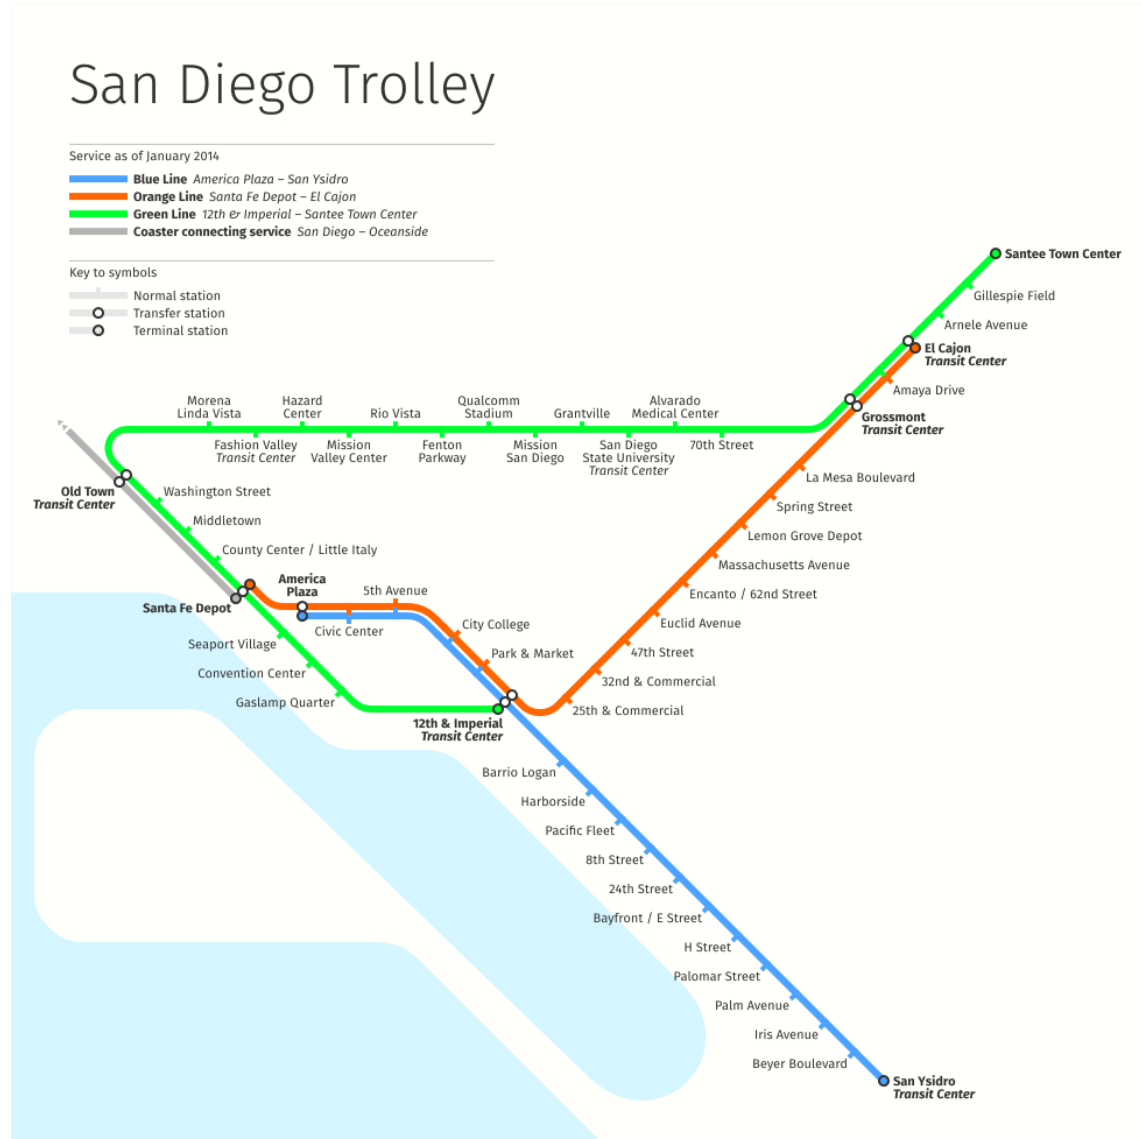 San Diego Trolley
Service as of January 2014
Blue Line America Plaza – San Ysidro
Orange Line Santa Fe Depot – El Cajon
Green Line 12th & Imperial – Santee Town Center
Coaster connecting service San Diego – Oceanside
Key to symbols
Normal station
Transfer station
Terminal station
Santee Town Center
Gillespie Field
Arnele Avenue
El Cajon
Transit Center
Amaya Drive
Grossmont
Transit Center
Morena
Linda Vista
Hazard
Center
Rio Vista
Qualcomm
Stadium
Grantville
Alvarado
Medical Center
Fashion Valley
Transit Center
Mission
Valley Center
Fenton
Parkway
Mission
San Diego
San Diego
State University
Transit Center
70th Street
Old Town
Transit Center
Washington Street
Middletown
County Center / Little Italy
Santa Fe Depot
America
Plaza
5th Avenue
Civic Center
City College
Park & Market
Seaport Village
Convention Center
Gaslamp Quarter
12th & Imperial
Transit Center
La Mesa Boulevard
Spring Street
Lemon Grove Depot
Massachusetts Avenue
Encanto / 62nd Street
Euclid Avenue
47th Street
32nd & Commercial
25th & Commercial
Barrio Logan
Harborside
Pacific Fleet
8th Street
24th Street
Bayfront / E Street
H Street
Palomar Street
Palm Avenue
Iris Avenue
Beyer Boulevard
San Ysidro
Transit Center